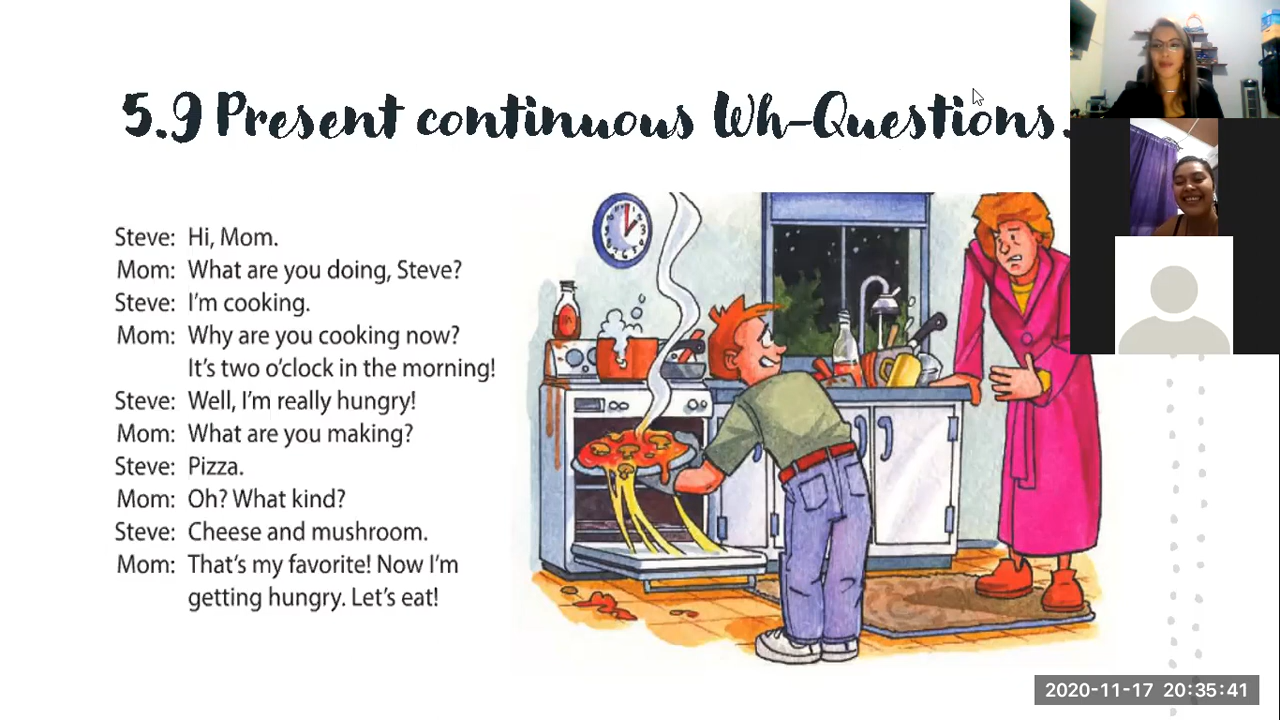 5.9 Present continuous Wh-Questions.
Steve: Hi, Mom.
Mom: What are you doing, Steve?
Steve: I'm cooking.
Mom: Why are you cooking now?
It's two o'clock in the morning!
Steve: Well, I'm really hungry!
Mom: What are you making?
Steve: Pizza.
Mom: Oh? What kind?
Steve: Cheese and mushroom.
Mom: That's my favorite! Now I'm
getting hungry. Let's eat!
2020-11-17 20:35:41